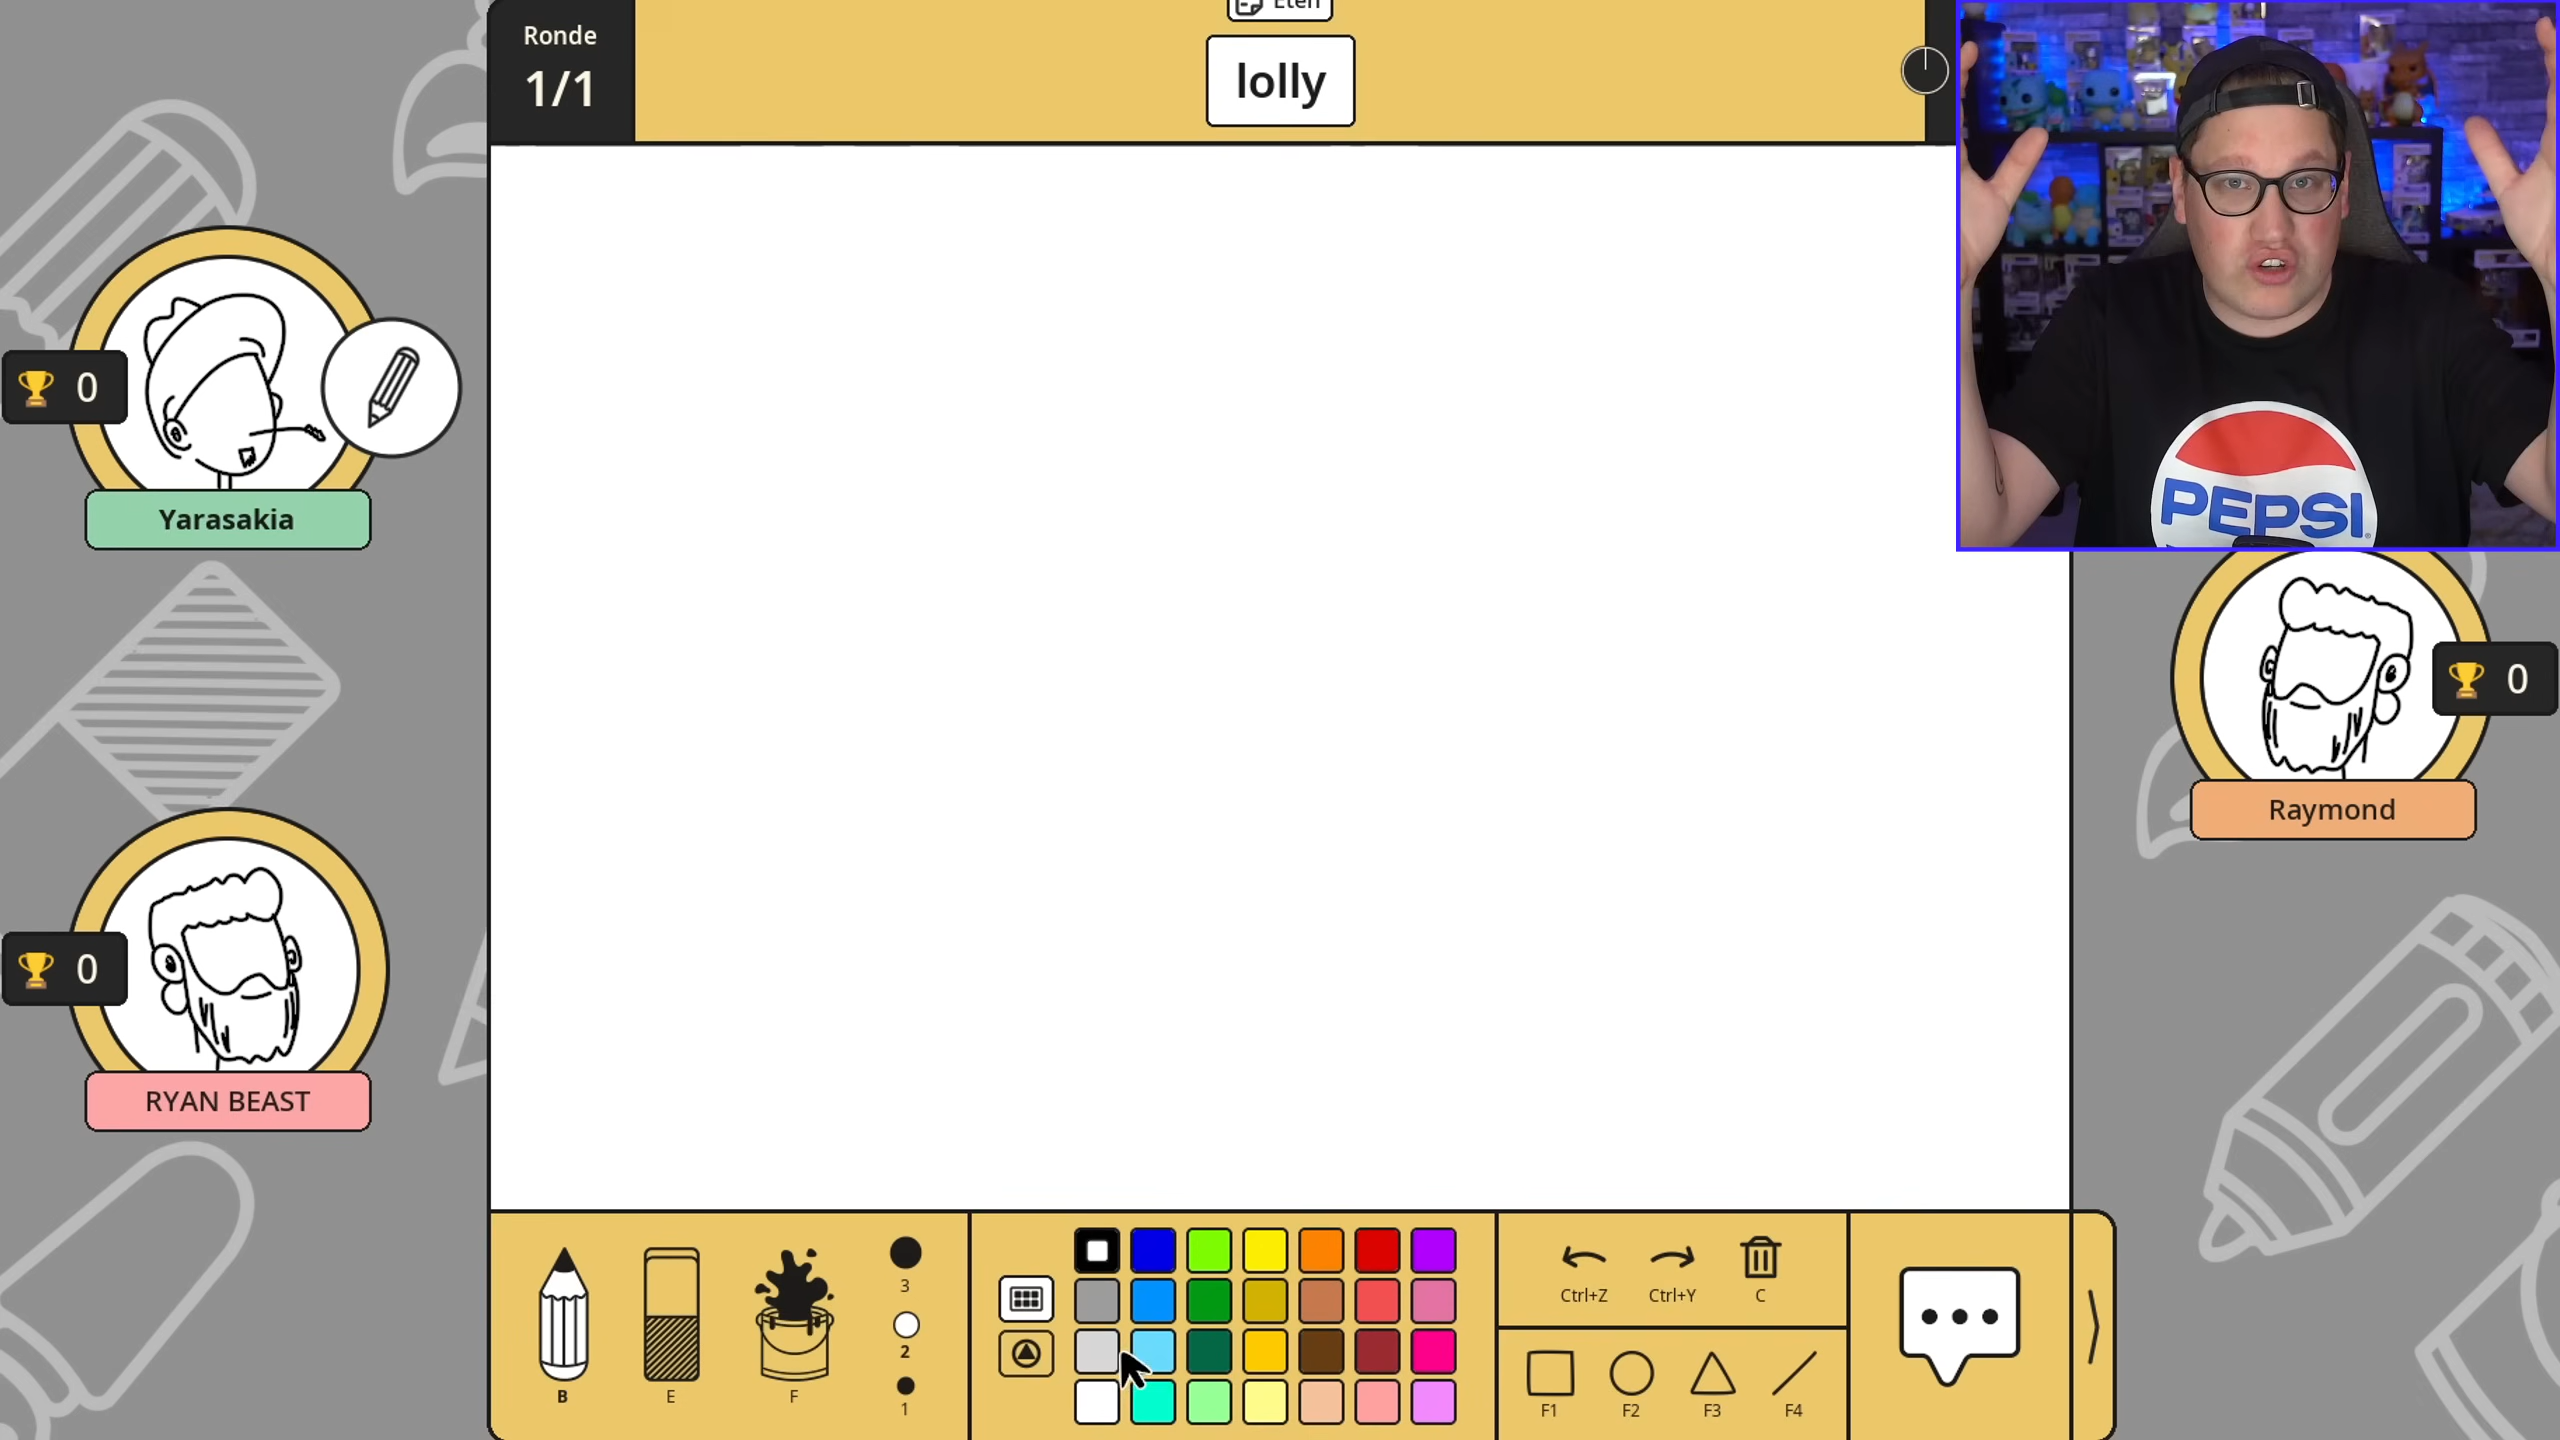 Ronde
1/1
Eten
lolly
0
Yarasakia
PEPSI
0
Raymond
0
RYAN BEAST
B
E
F
3
2
1
Ctrl+Z
Ctrl+Y
C
F1
F2
F3
F4